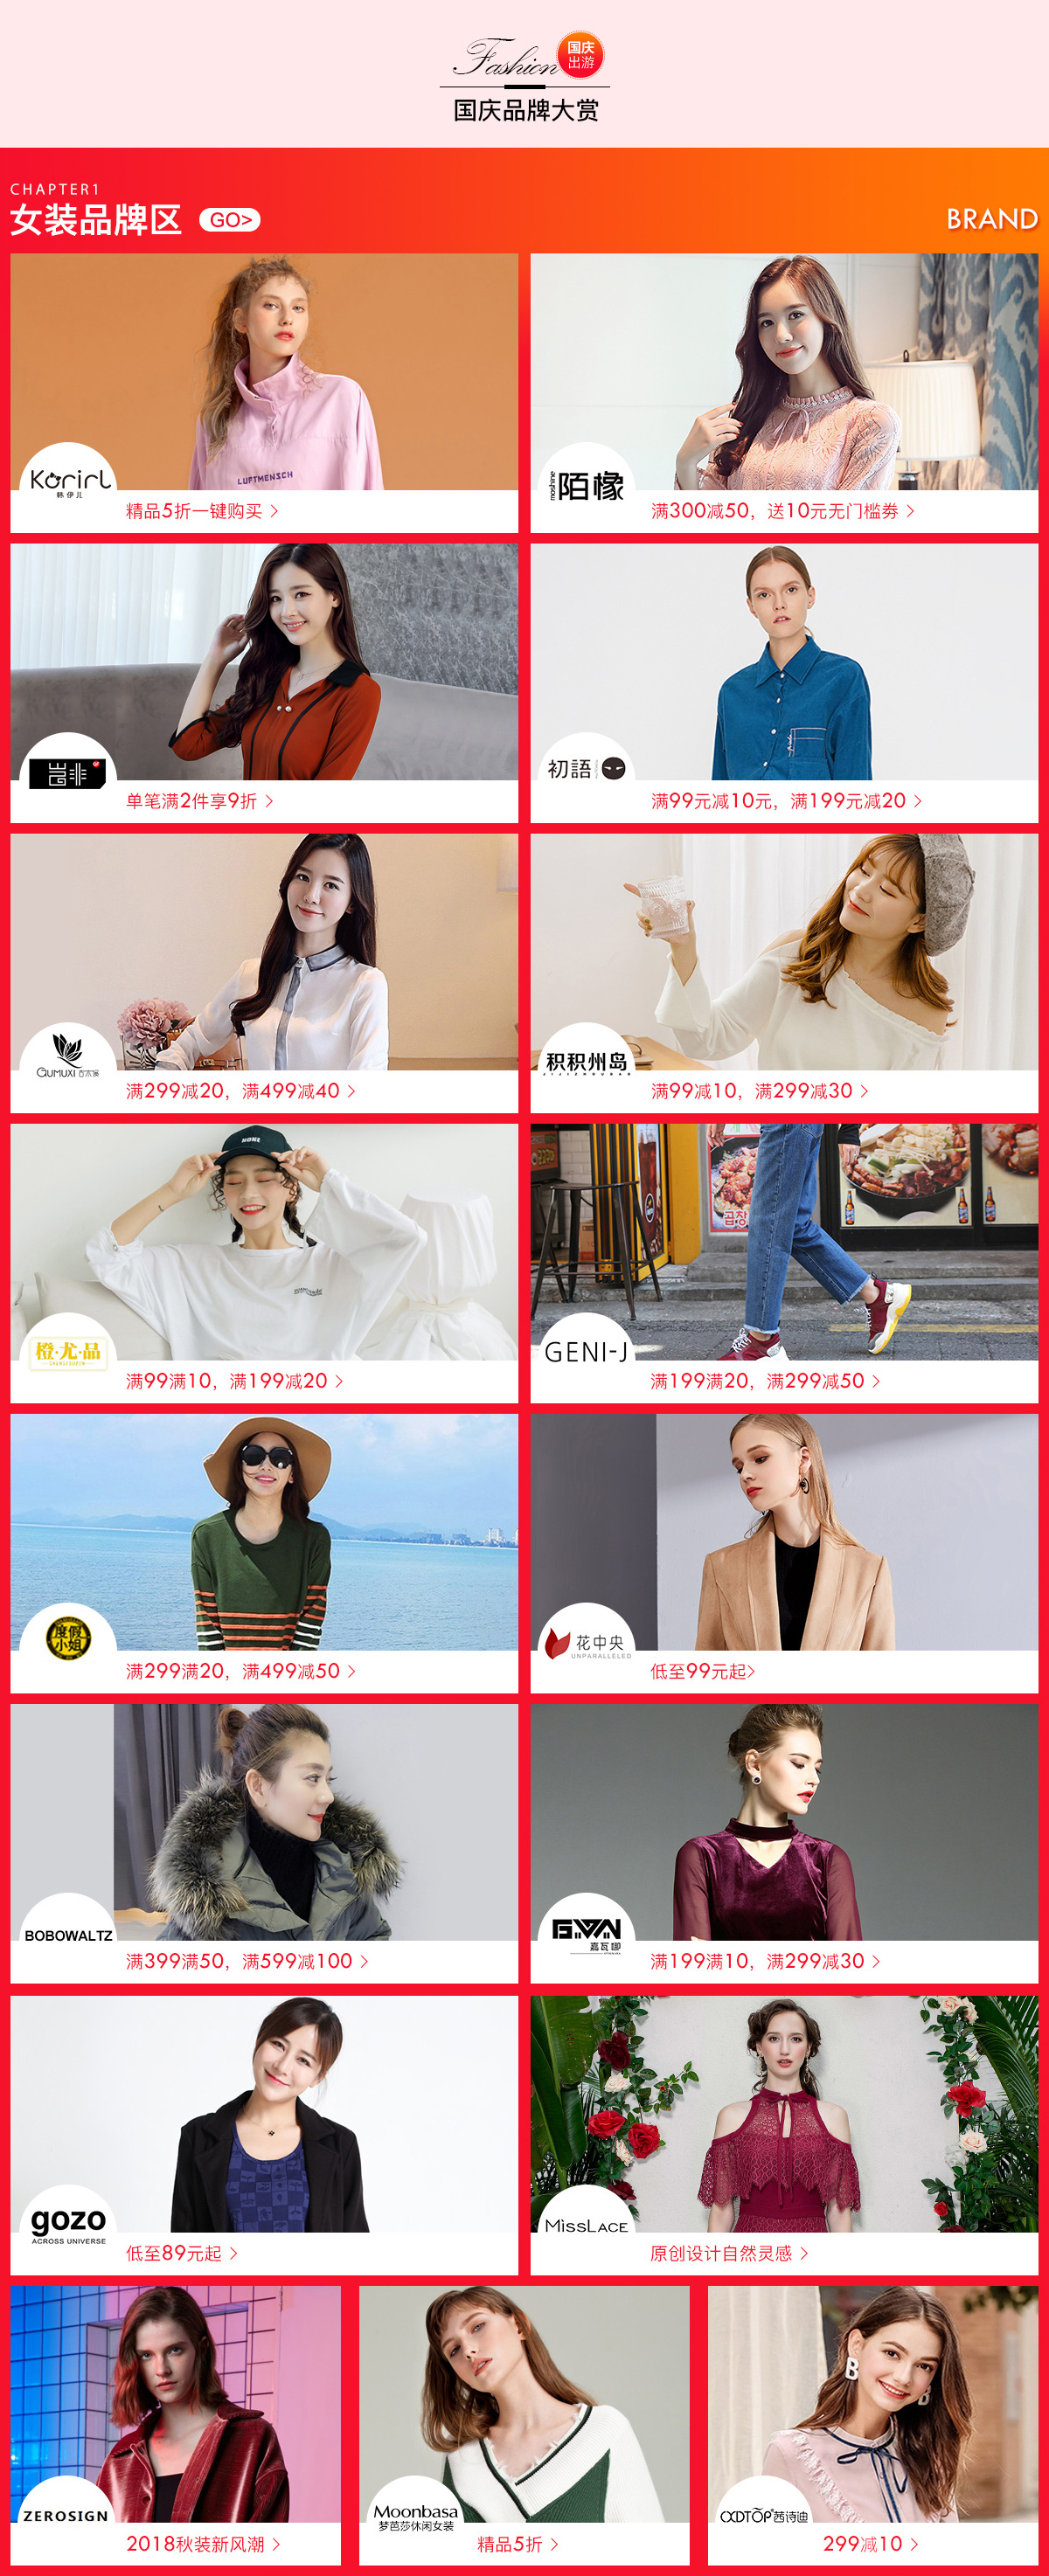 Fashion
国庆
出游
国庆品牌大赏
CHAPTER1
女装品牌区 GO>
BRAND
LUFTMENSCH
Korirl
韩伊儿
精品5折一键购买 >
moshine
陌橡
满300减50，送10元无门槛券 >
岂非
单笔满2件享9折 >
初語
满99元减10元，满199元减20 >
GUMUXI 古木夕
满299减20，满499减40 >
积积州岛
JIJIZHOUDAO
满99减10，满299减30 >
NONE
橙·尤·品
满99满10，满199减20 >
곱창
GENI-J
满199满20，满299减50 >
度假
小姐
满299满20，满499减50 >
花中央
UNPARALLELED
低至99元起>
BOBOWALTZ
满399满50，满599减100 >
GWN
嘉瓦娜
满199满10，满299减30 >
gozo
ACROSS UNIVERSE
低至89元起 >
MissLace
原创设计自然灵感 >
ZEROSIGN
2018秋装新风潮 >
Moonbasa
梦芭莎休闲女装
精品5折 >
B
CXDTOP 茜诗迪
299减10 >